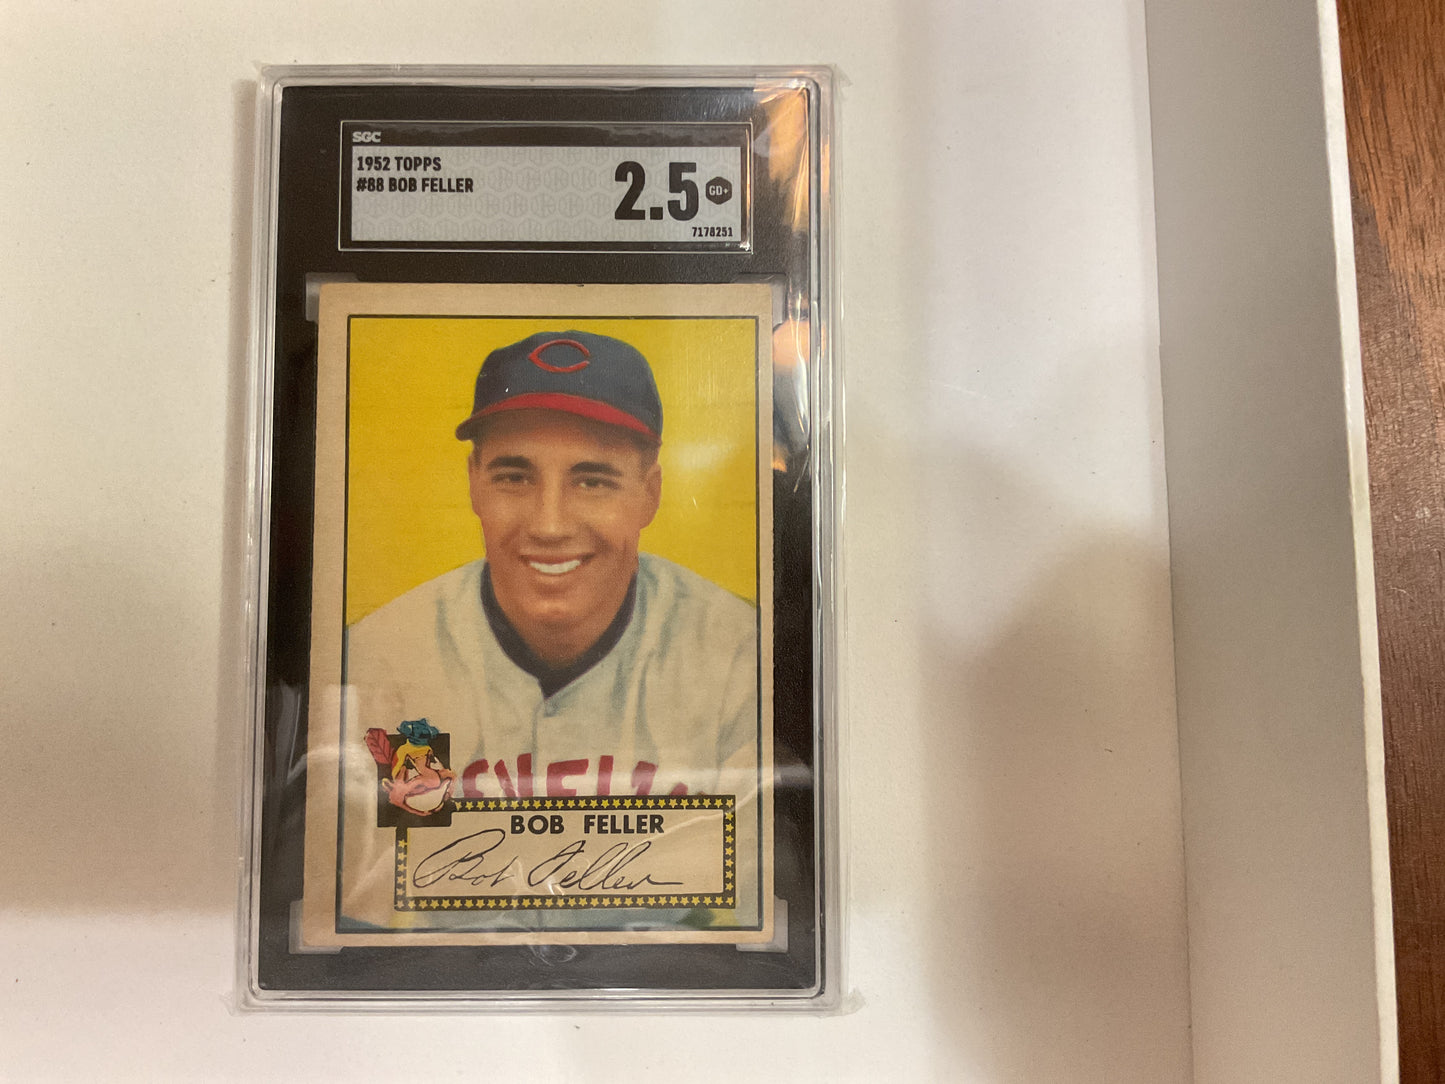 SGC
1952 TOPPS
#88 BOB FELLER
2.5 GD+
7178251
BOB FELLER
Bob Feller